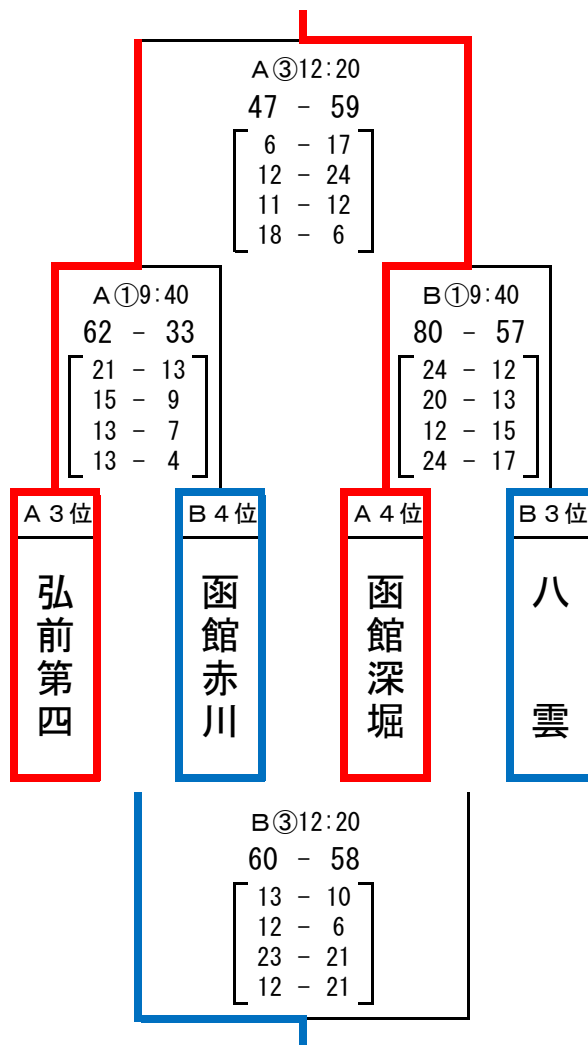 A③12:20
47 - 59
6 - 17
12 - 24
11 - 12
18 - 6
A①9:40
62 - 33
21 - 13
15 - 9
13 - 7
13 - 4
B①9:40
80 - 57
24 - 12
20 - 13
12 - 15
24 - 17
A3位
弘前第四
B4位
函館赤川
A4位
函館深堀
B3位
八雲
B③12:20
60 - 58
13 - 10
12 - 6
23 - 21
12 - 21